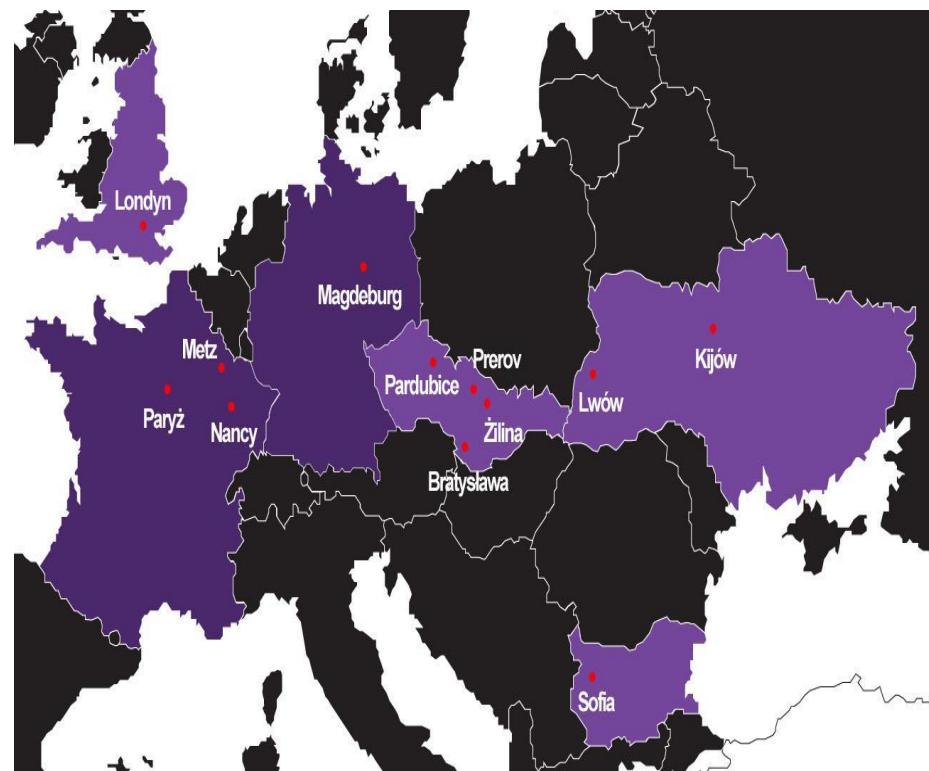 Londyn
Magdeburg
Metz
Paryż
Nancy
Prerov
Pardubice
Żilina
Bratysława
Kijów
Lwów
Sofia